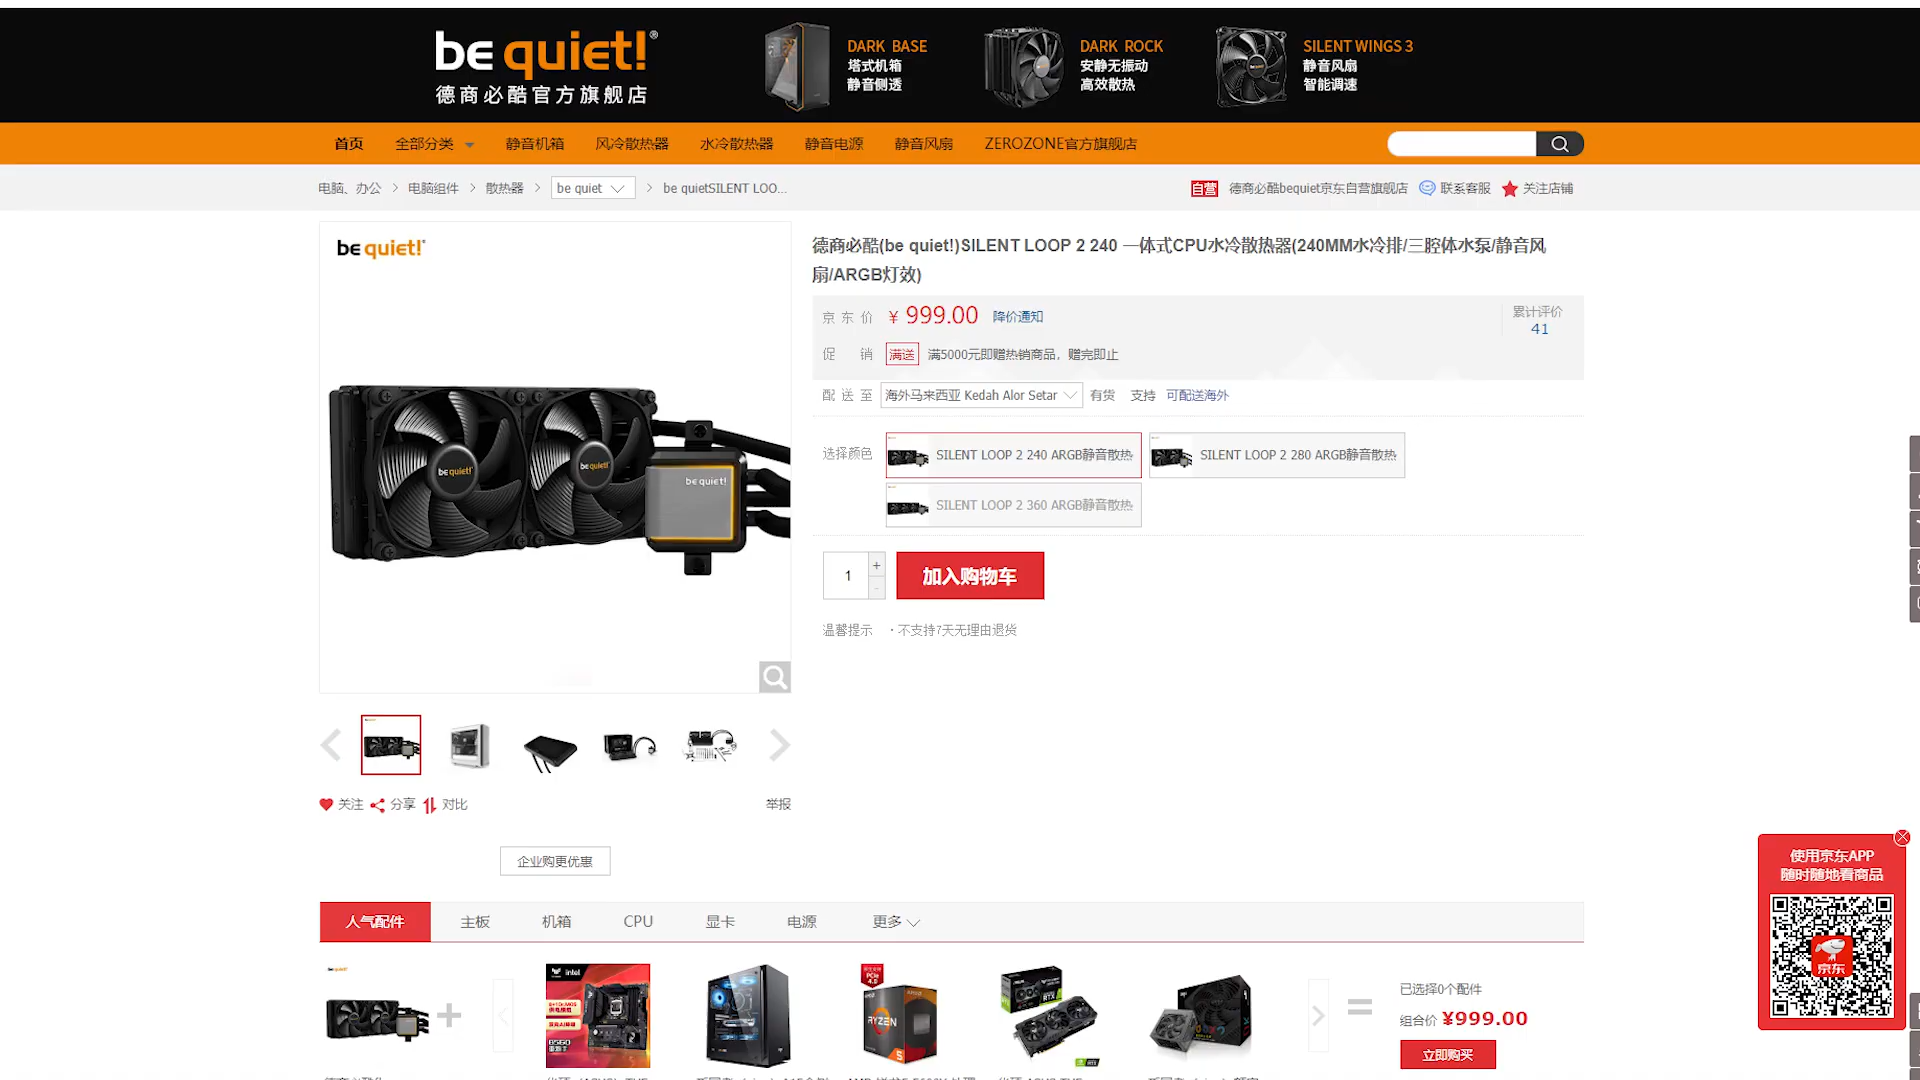 be quiet!®
德商必酷官方旗舰店
DARK BASE
塔式机箱
静音侧透
DARK ROCK
安静无振动
高效散热
SILENT WINGS 3
静音风扇
智能调速
首页 全部分类 静音机箱 风冷散热器 水冷散热器 静音电源 静音风扇 ZEROZONE官方旗舰店
电脑、办公 > 电脑组件 > 散热器 > be quiet > be quietSILENT LOO...
自营 德商必酷bequiet京东自营旗舰店 联系客服 关注店铺
be quiet!
be quiet!
be quiet!
be quiet!
德商必酷(be quiet!)SILENT LOOP 2 240 一体式CPU水冷散热器(240MM水冷排/三腔体水泵/静音风
扇/ARGB灯效)
京东价 ¥ 999.00 降价通知
累计评价
41
促销 满送 满5000元即赠热销商品，赠完即止
配送至 海外马来西亚 Kedah Alor Setar 有货 支持 可配送海外
选择颜色 SILENT LOOP 2 240 ARGB静音散热 SILENT LOOP 2 280 ARGB静音散热
SILENT LOOP 2 360 ARGB静音散热
1 + - 加入购物车
温馨提示 ·不支持7天无理由退货
关注 分享 对比 举报
企业购更优惠
人气配件 主板 机箱 CPU 显卡 电源 更多
intel
B560
RYZEN
5
RTX
已选择0个配件
组合价 ¥999.00
立即购买
使用京东APP
随时随地看商品
京东